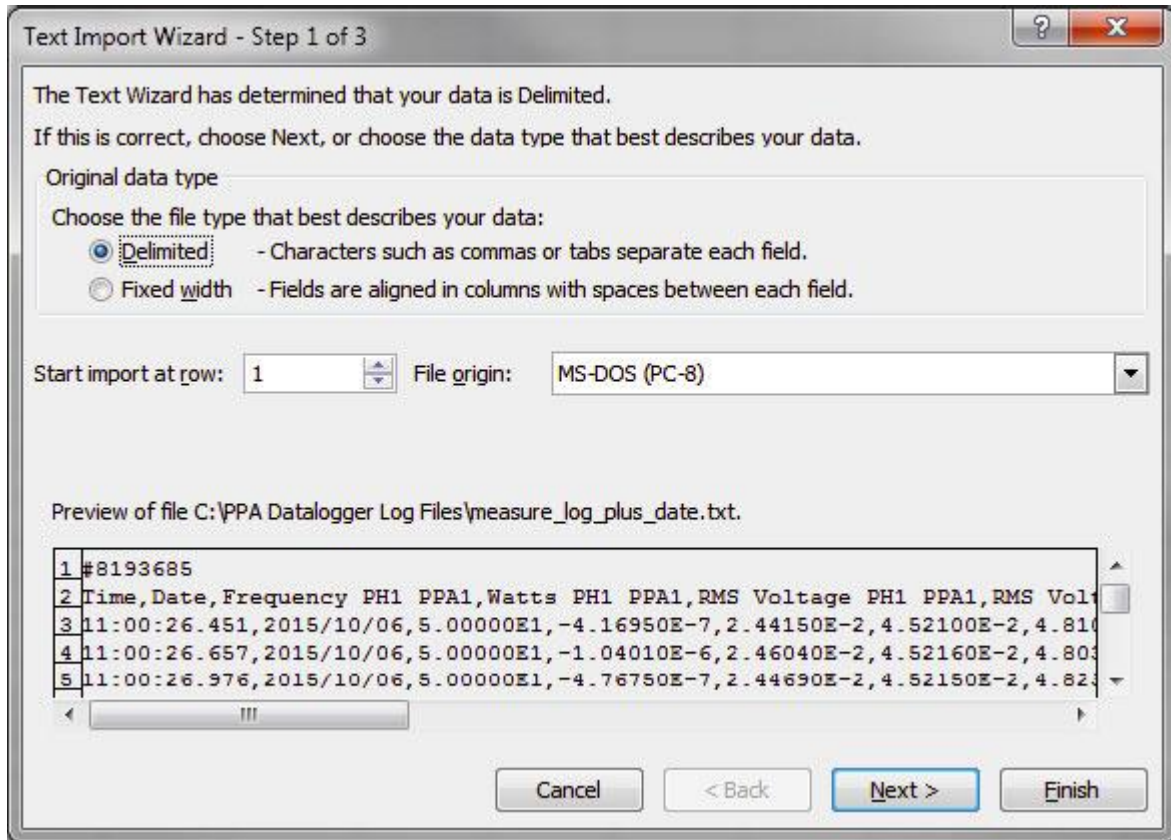 Text Import Wizard - Step 1 of 3
The Text Wizard has determined that your data is Delimited.
If this is correct, choose Next, or choose the data type that best describes your data.
Original data type
Choose the file type that best describes your data:
Delimited - Characters such as commas or tabs separate each field.
Fixed width - Fields are aligned in columns with spaces between each field.
Start import at row: 1 File origin: MS-DOS (PC-8)
Preview of file C:\PPA Datalogger Log Files\measure_log_plus_date.txt.
1 #8193685
2 Time,Date,Frequency PH1 PPA1,Watts PH1 PPA1,RMS Voltage PH1 PPA1,RMS Volt
3 11:00:26.451,2015/10/06,5.00000E1,-4.16950E-7,2.44150E-2,4.52100E-2,4.810
4 11:00:26.657,2015/10/06,5.00000E1,-1.04010E-6,2.46040E-2,4.52160E-2,4.803
5 11:00:26.976,2015/10/06,5.00000E1,-4.76750E-7,2.44690E-2,4.52150E-2,4.823
Cancel < Back Next > Finish